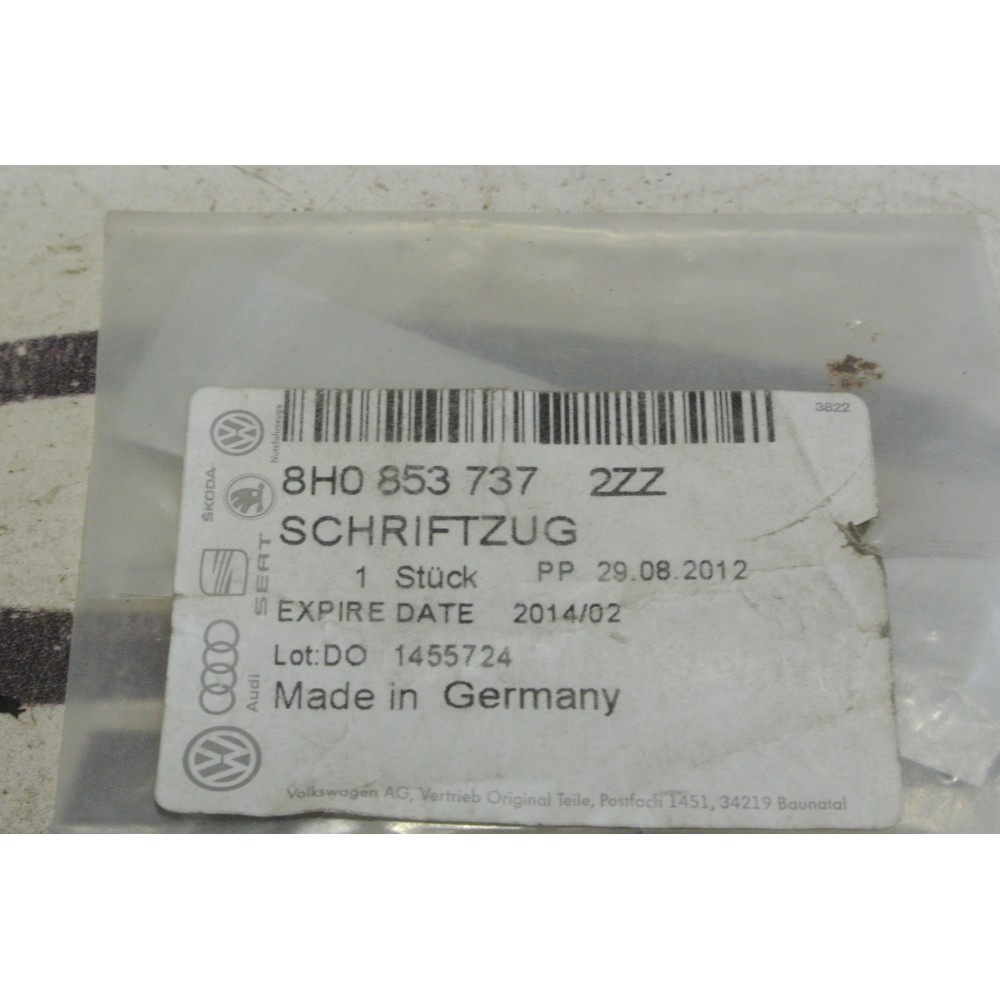 3822
Nutzfahrzeuge
8H0 853 737 2ZZ
ŠKODA
SCHRIFTZUG
SEAT
1 Stück PP 29.08.2012
EXPIRE DATE 2014/02
Lot:DO 1455724
Audi
Made in Germany
Volkswagen AG, Vertrieb Original Teile, Postfach 1451, 34219 Baunatal